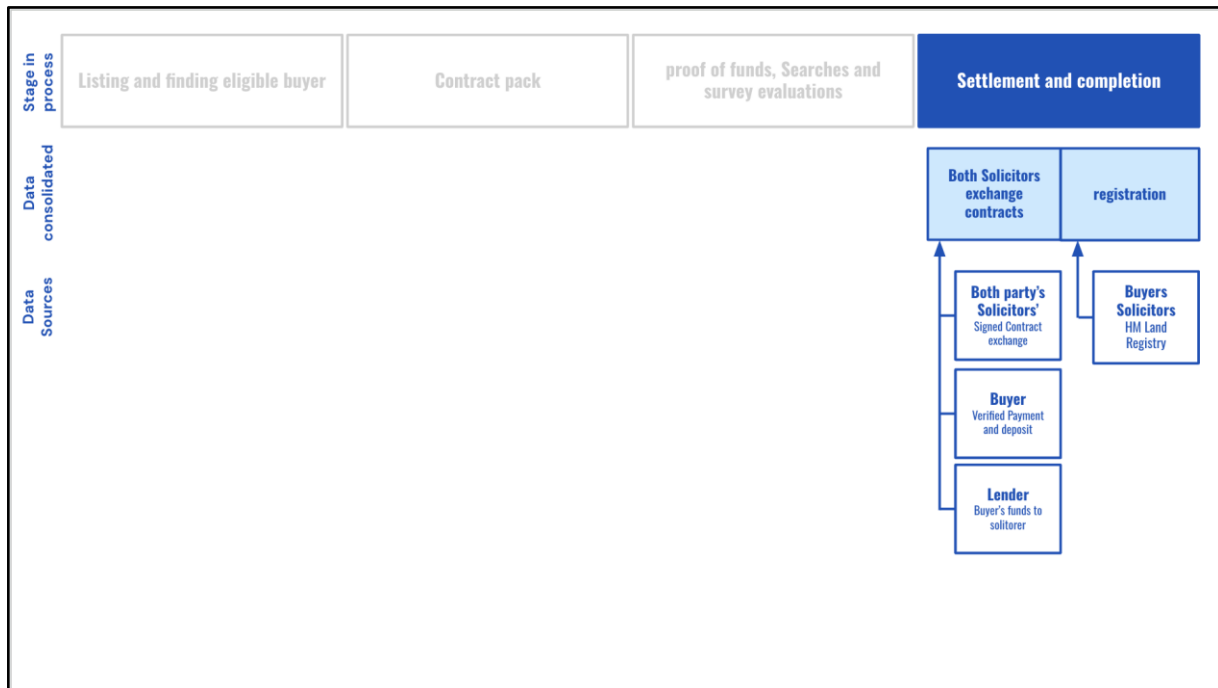 Stage in
process
Listing and finding eligible buyer
Contract pack
proof of funds, Searches and
survey evaluations
Settlement and completion
Data
consolidated
Both Solicitors
exchange
contracts
registration
Data
Sources
Both party's
Solicitors'
Signed Contract
exchange
Buyers
Solicitors
HM Land
Registry
Buyer
Verified Payment
and deposit
Lender
Buyer's funds to
solitorer